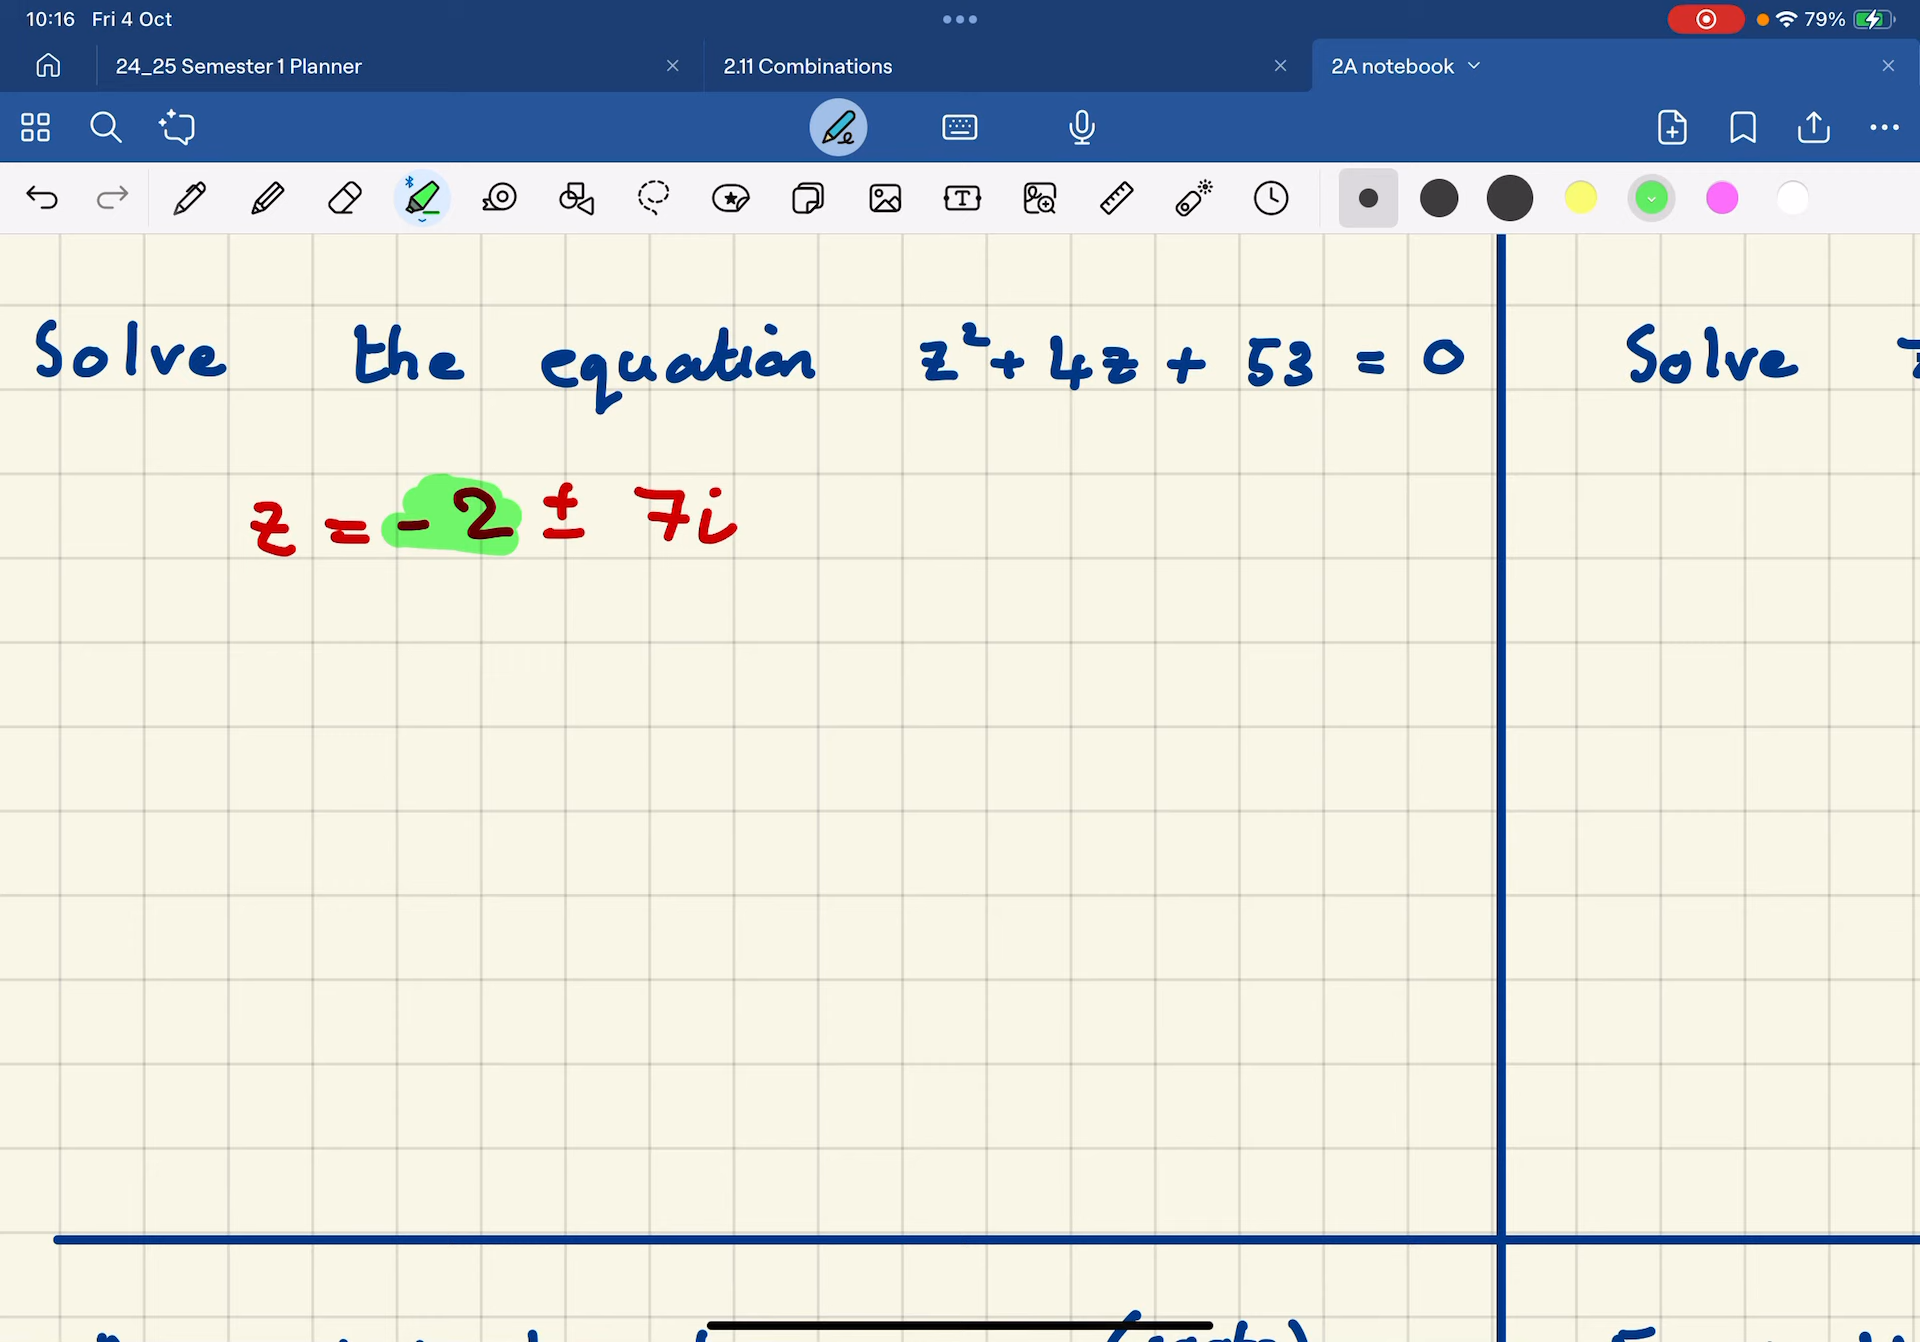 10:16 Fri 4 Oct 79%
24_25 Semester 1 Planner
2.11 Combinations
2A notebook
Solve the equation z² + 4z + 53 = 0
Solve
z = -2 ± 7i